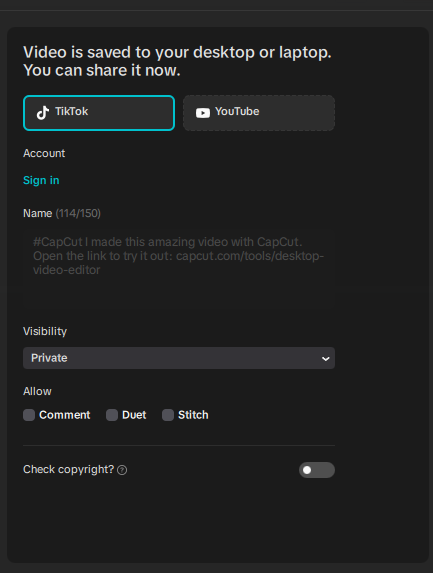 Video is saved to your desktop or laptop.
You can share it now.
TikTok
YouTube
Account
Sign in
Name (114/150)
#CapCut I made this amazing video with CapCut.
Open the link to try it out: capcut.com/tools/desktop-
video-editor
Visibility
Private
Allow
Comment Duet Stitch
Check copyright? ?